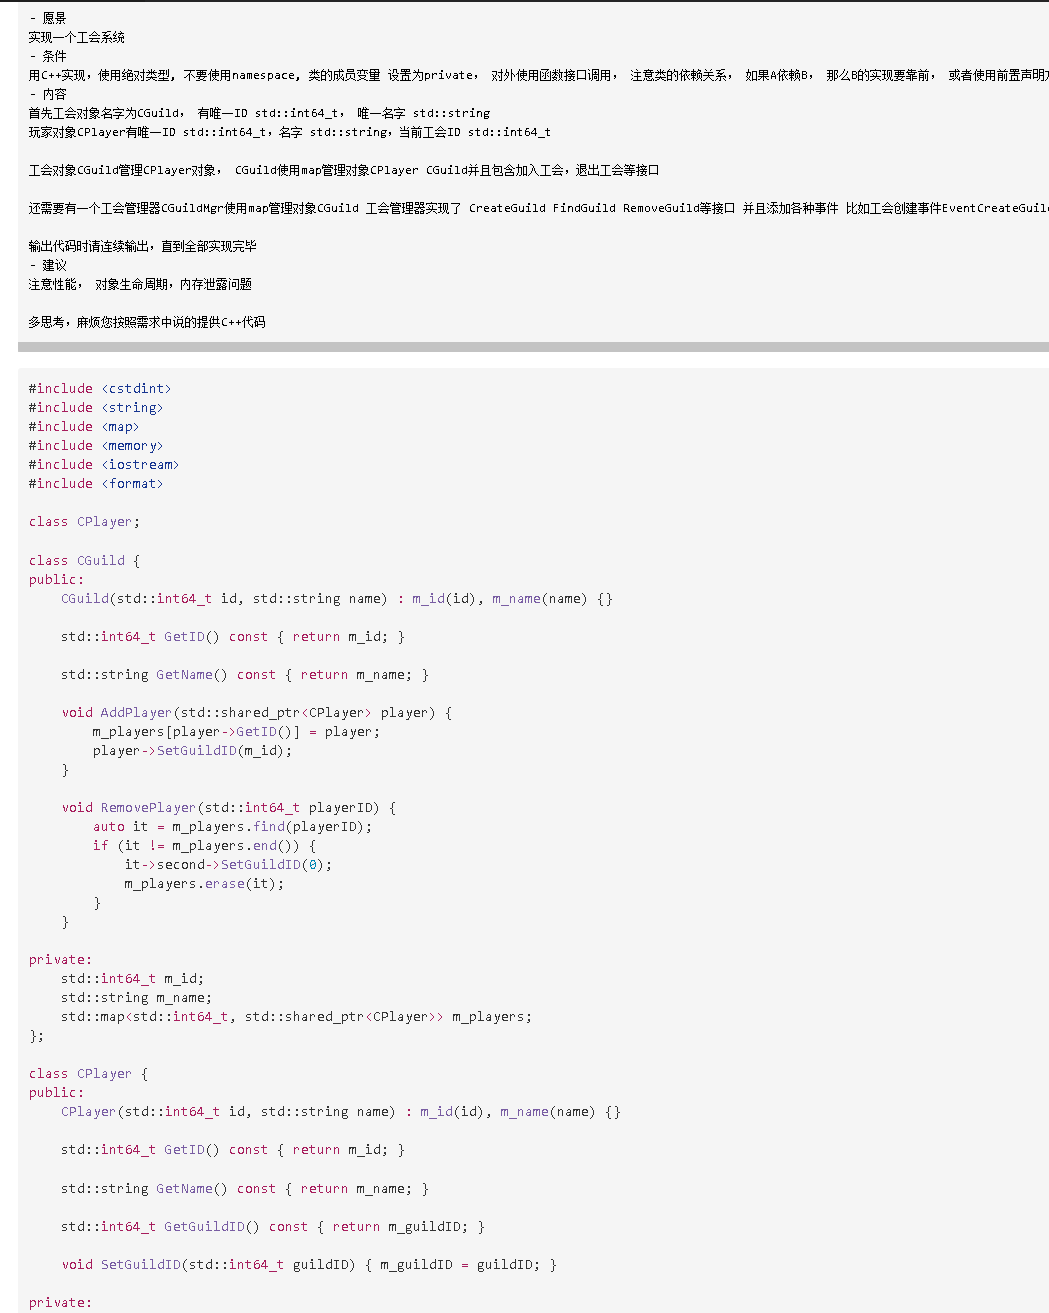 - 愿景
实现一个工会系统
- 条件
用C++实现，使用绝对类型, 不要使用namespace, 类的成员变量 设置为private， 对外使用函数接口调用， 注意类的依赖关系， 如果A依赖B， 那么B的实现要靠前， 或者使用前置声明
- 内容
首先工会对象名字为CGuild， 有唯一ID std::int64_t， 唯一名字 std::string
玩家对象CPlayer有唯一ID std::int64_t，名字 std::string，当前工会ID std::int64_t
工会对象CGuild管理CPlayer对象， CGuild使用map管理对象CPlayer CGuild并且包含加入工会，退出工会等接口
还需要有一个工会管理器CGuildMgr使用map管理对象CGuild 工会管理器实现了 CreateGuild FindGuild RemoveGuild等接口 并且添加各种事件 比如工会创建事件EventCreateGuil
输出代码时请连续输出，直到全部实现完毕
- 建议
注意性能， 对象生命周期，内存泄露问题
多思考，麻烦您按照需求中说的提供C++代码
#include <cstdint>
#include <string>
#include <map>
#include <memory>
#include <iostream>
#include <format>
class CPlayer;
class CGuild {
public:
    CGuild(std::int64_t id, std::string name) : m_id(id), m_name(name) {}
    std::int64_t GetID() const { return m_id; }
    std::string GetName() const { return m_name; }
    void AddPlayer(std::shared_ptr<CPlayer> player) {
        m_players[player->GetID()] = player;
        player->SetGuildID(m_id);
    }
    void RemovePlayer(std::int64_t playerID) {
        auto it = m_players.find(playerID);
        if (it != m_players.end()) {
            it->second->SetGuildID(0);
            m_players.erase(it);
        }
    }
private:
    std::int64_t m_id;
    std::string m_name;
    std::map<std::int64_t, std::shared_ptr<CPlayer>> m_players;
};
class CPlayer {
public:
    CPlayer(std::int64_t id, std::string name) : m_id(id), m_name(name) {}
    std::int64_t GetID() const { return m_id; }
    std::string GetName() const { return m_name; }
    std::int64_t GetGuildID() const { return m_guildID; }
    void SetGuildID(std::int64_t guildID) { m_guildID = guildID; }
private: